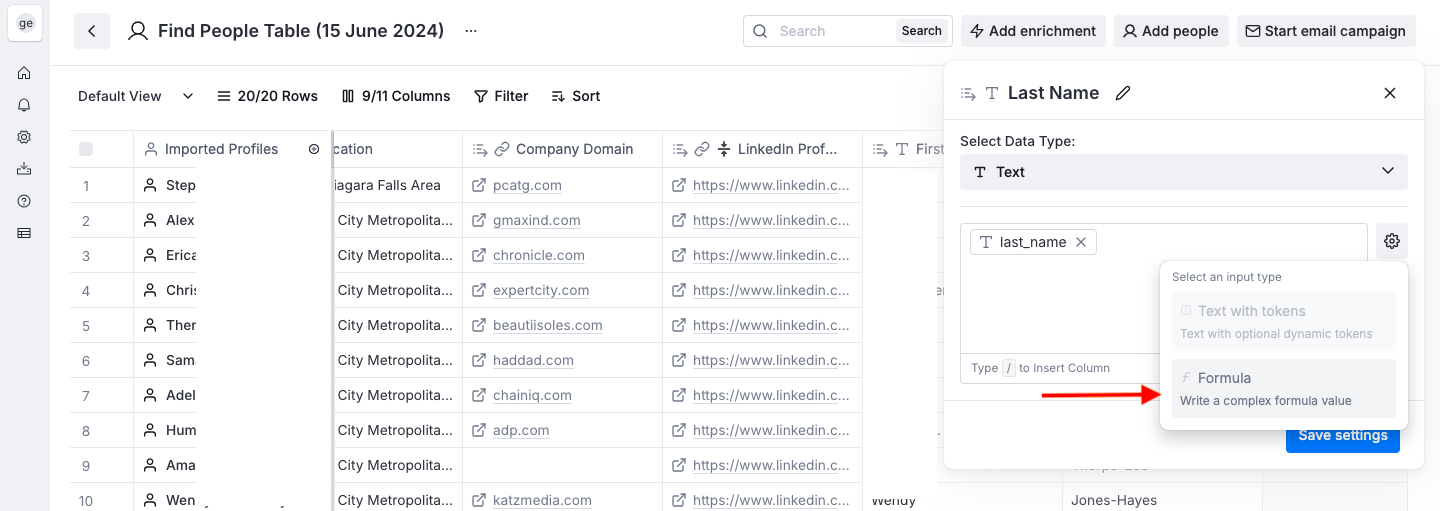 ge
Find People Table (15 June 2024) ...
Search Search
Add enrichment
Add people
Start email campaign
Default View
20/20 Rows
9/11 Columns
Filter
Sort
Imported Profiles cation Company Domain LinkedIn Prof... First
1 Step iagara Falls Area pcatg.com https://www.linkedin.c...
2 Alex City Metropolita... gmaxind.com https://www.linkedin.c...
3 Erica City Metropolita... chronicle.com https://www.linkedin.c...
4 Chris City Metropolita... expertcity.com https://www.linkedin.c...
5 Ther City Metropolita... beautiisoles.com https://www.linkedin.c...
6 Sama City Metropolita... haddad.com https://www.linkedin.c...
7 Adel City Metropolita... chainiq.com https://www.linkedin.c...
8 Hum City Metropolita... adp.com https://www.linkedin.c...
9 Ama City Metropolita... https://www.linkedin.c...
10 Wen City Metropolita... katzmedia.com https://www.linkedin.c... Wendy Jones-Hayes
Last Name
Select Data Type:
Text
last_name
Type / to Insert Column
Select an input type
Text with tokens
Text with optional dynamic tokens
Formula
Write a complex formula value
Save settings